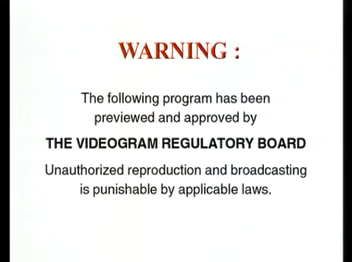 WARNING :
The following program has been
previewed and approved by
THE VIDEOGRAM REGULATORY BOARD
Unauthorized reproduction and broadcasting
is punishable by applicable laws.